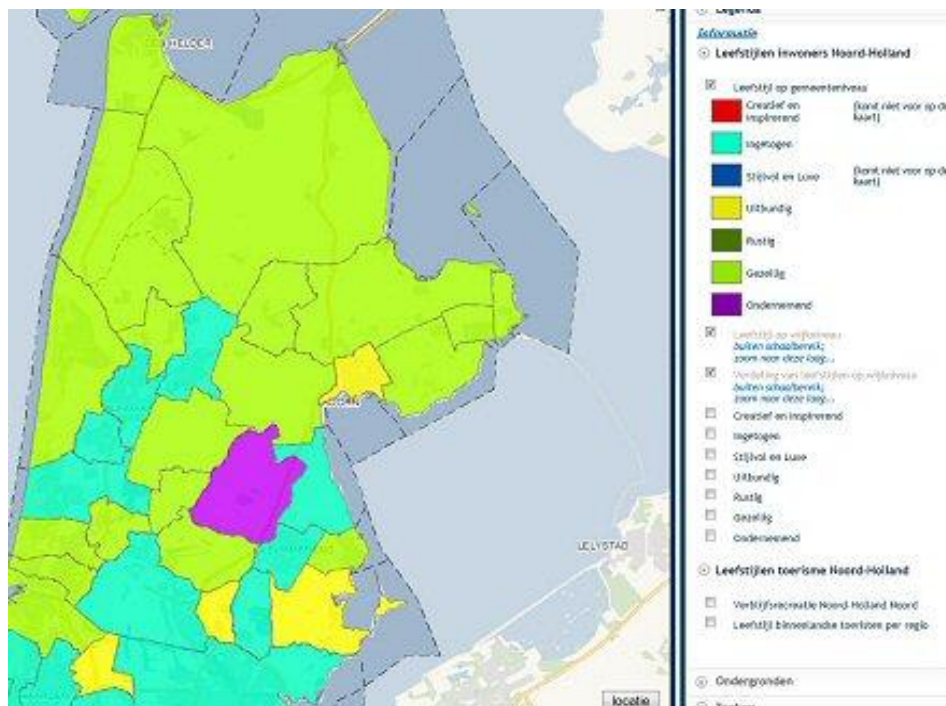 DEN HELDER
LELYSTAD
locatie
Legenda
Informatie
Leefstijlen inwoners Noord-Holland
Leefstijl op gemeenteniveau
Creatief en inspirerend
(komt niet voor op de
kaart)
Ingetogen
Stijlvol en Luxe
(komt niet voor op de
kaart)
Uitbundig
Rustig
Gezellig
Ondernemend
Leefstijl op wijkniveau
buiten schaalbereik;
zoom naar deze laag...
Verdeling van leefstijlen op wijkniveau
buiten schaalbereik;
zoom naar deze laag...
Creatief en inspirerend
Ingetogen
Stijlvol en Luxe
Uitbundig
Rustig
Gezellig
Ondernemend
Leefstijlen toerisme Noord-Holland
Verblijfsrecreatie Noord-Holland Noord
Leefstijl binnenlandse toeristen per regio
Ondergronden